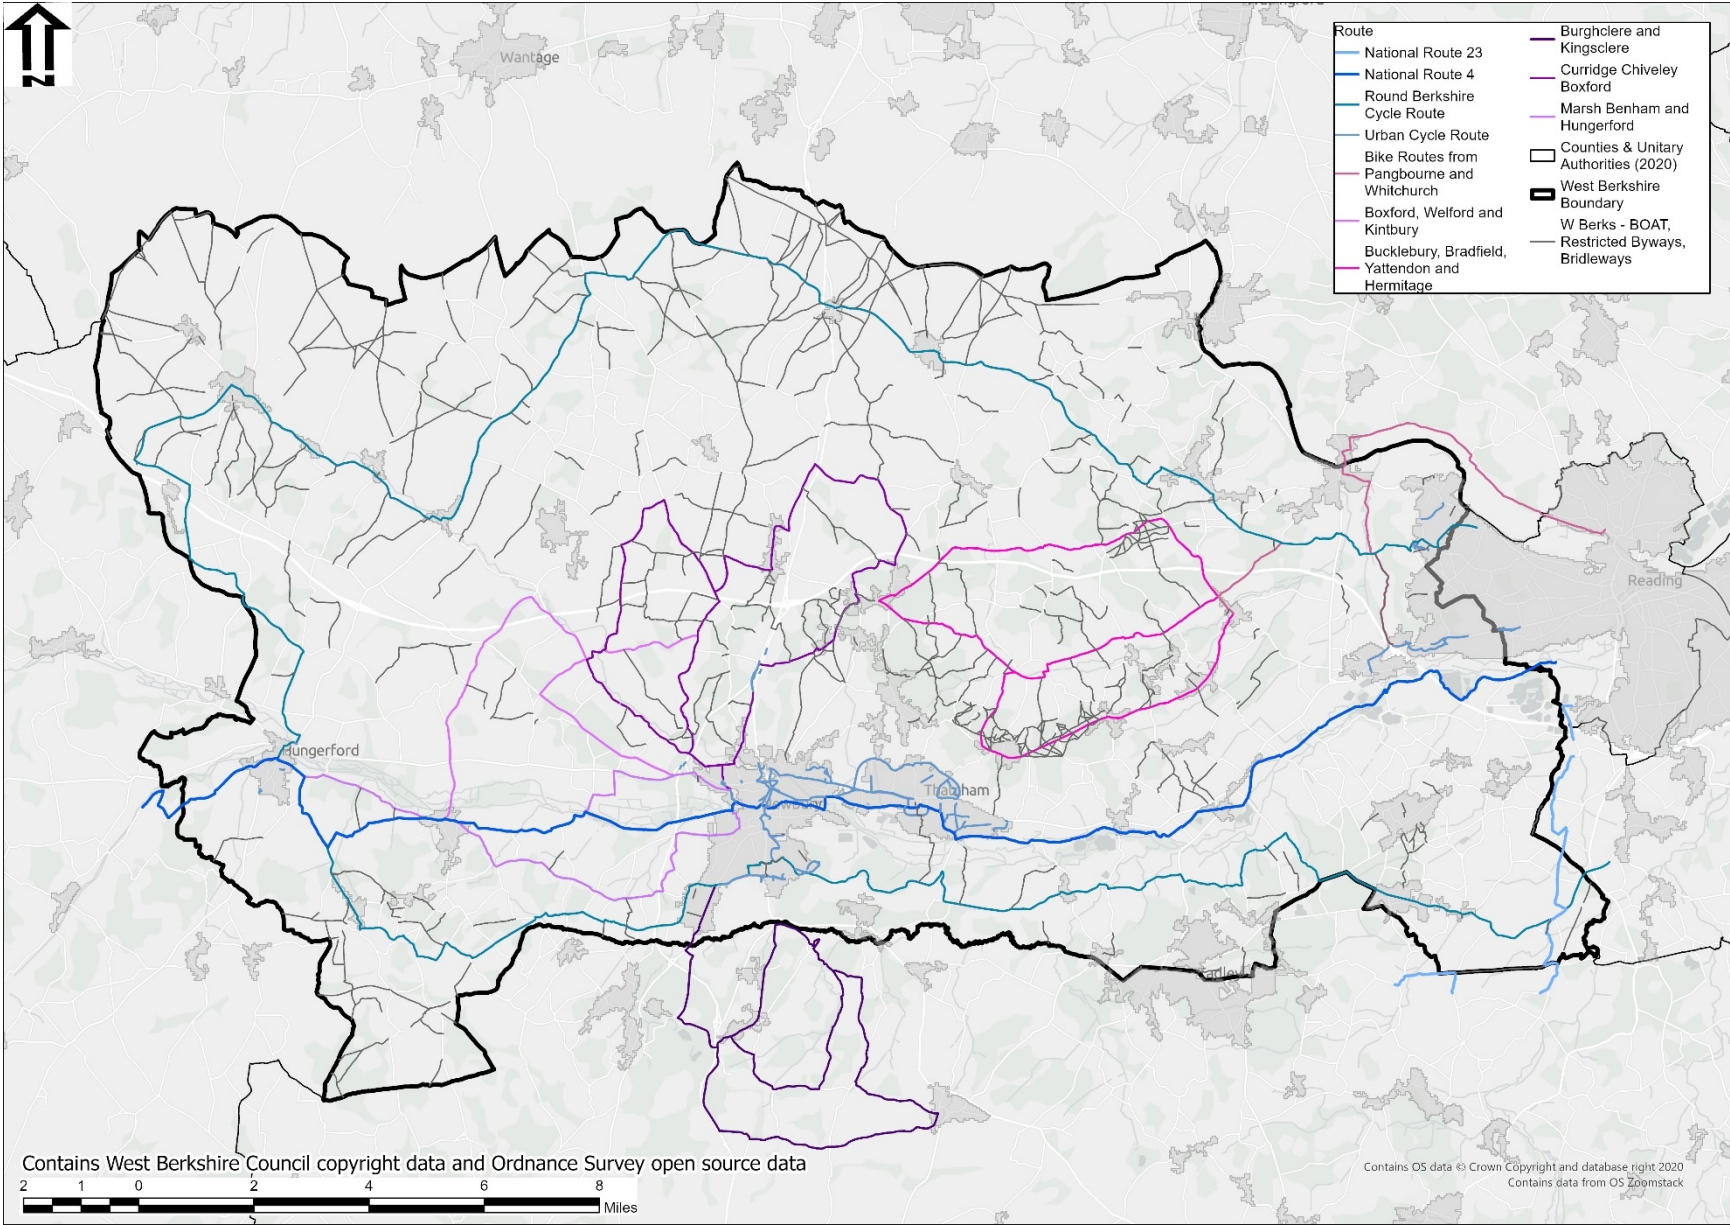 N
Wantage
Route
National Route 23
National Route 4
Round Berkshire
Cycle Route
Urban Cycle Route
Bike Routes from
Pangbourne and
Whitchurch
Boxford, Welford and
Kintbury
Bucklebury, Bradfield,
Yattendon and
Hermitage
Burghclere and
Kingsclere
Curridge Chiveley
Boxford
Marsh Benham and
Hungerford
Counties & Unitary
Authorities (2020)
West Berkshire
Boundary
W Berks - BOAT,
Restricted Byways,
Bridleways
Reading
Hungerford
Thatcham
Newbury
Tadley
Contains West Berkshire Council copyright data and Ordnance Survey open source data
2 1 0 2 4 6 8
Miles
Contains OS data © Crown Copyright and database right 2020
Contains data from OS Zoomstack